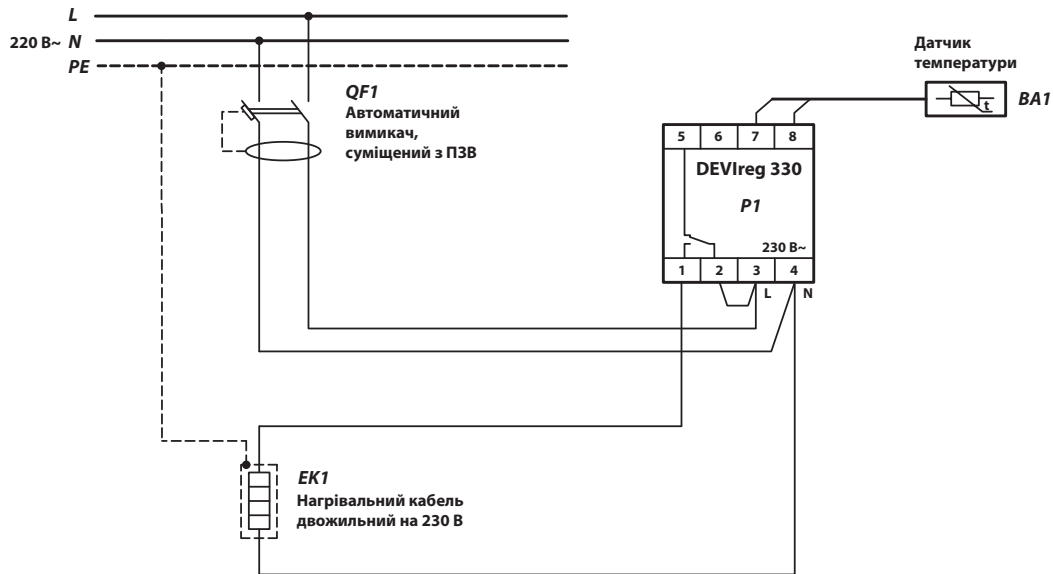 L
220 В~ N
PE
QF1
Автоматичний
вимикач,
суміщений з ПЗВ
Датчик
температури
t
BA1
5 6 7 8
DEVIreg 330
P1
230 В~
1 2 3 4
L N
EK1
Нагрівальний кабель
двожильний на 230 В